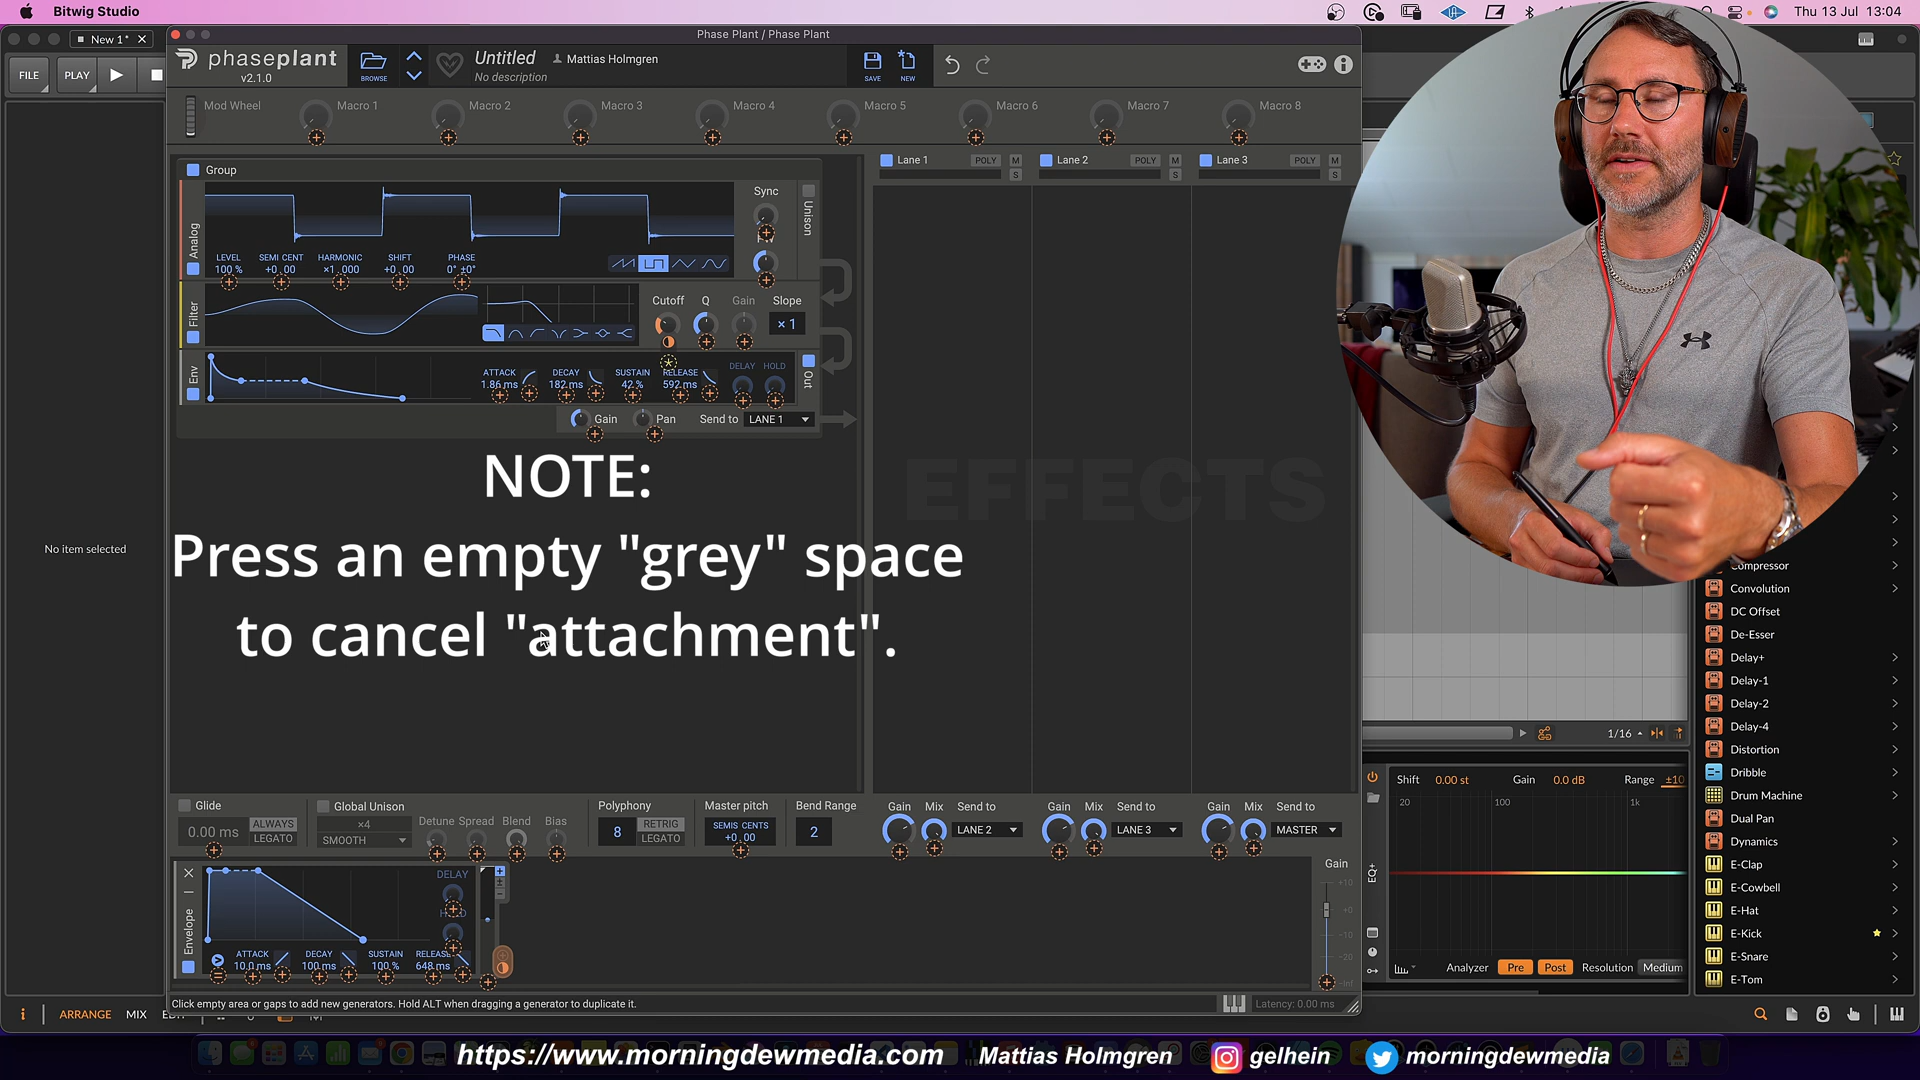 Bitwig Studio
Thu 13 Jul 13:04
New 1*
Phase Plant / Phase Plant
FILE
PLAY
phaseplant
v2.1.0
BROWSE
Untitled
Mattias Holmgren
No description
SAVE
NEW
Mod Wheel
Macro 1
Macro 2
Macro 3
Macro 4
Macro 5
Macro 6
Macro 7
Macro 8
Group
Lane 1
POLY
M
S
Lane 2
POLY
M
S
Lane 3
POLY
M
S
Analog
Sync
Unison
LEVEL
100 %
SEMI CENT
+0.00
HARMONIC
×1.000
SHIFT
+0.00
PHASE
0° ±0°
Filter
Cutoff
Q
Gain
Slope
× 1
Env
ATTACK
1.86 ms
DECAY
182 ms
SUSTAIN
42 %
RELEASE
592 ms
DELAY
HOLD
Out
Gain
Pan
Send to
LANE 1
NOTE:
Press an empty "grey" space
to cancel "attachment".
EFFECTS
No item selected
Compressor
Convolution
DC Offset
De-Esser
Delay+
Delay-1
Delay-2
Delay-4
Distortion
Dribble
Drum Machine
Dual Pan
Dynamics
E-Clap
E-Cowbell
E-Hat
E-Kick
E-Snare
E-Tom
1/16
Shift
0.00 st
Gain
0.0 dB
Range
±10
20
100
1k
EQ+
Analyzer
Pre
Post
Resolution
Medium
Glide
0.00 ms
ALWAYS
LEGATO
Global Unison
×4
SMOOTH
Detune
Spread
Blend
Bias
Polyphony
8
RETRIG
LEGATO
Master pitch
SEMIS CENTS
+0.00
Bend Range
2
Gain
Mix
Send to
LANE 2
Gain
Mix
Send to
LANE 3
Gain
Mix
Send to
MASTER
Envelope
DELAY
ATTACK
10.0 ms
DECAY
100 ms
SUSTAIN
100 %
RELEASE
648 ms
Gain
+10
+0
-10
-20
-Inf
Click empty area or gaps to add new generators. Hold ALT when dragging a generator to duplicate it.
Latency: 0.00 ms
ARRANGE
MIX
https://www.morningdewmedia.com
Mattias Holmgren
gelhein
morningdewmedia